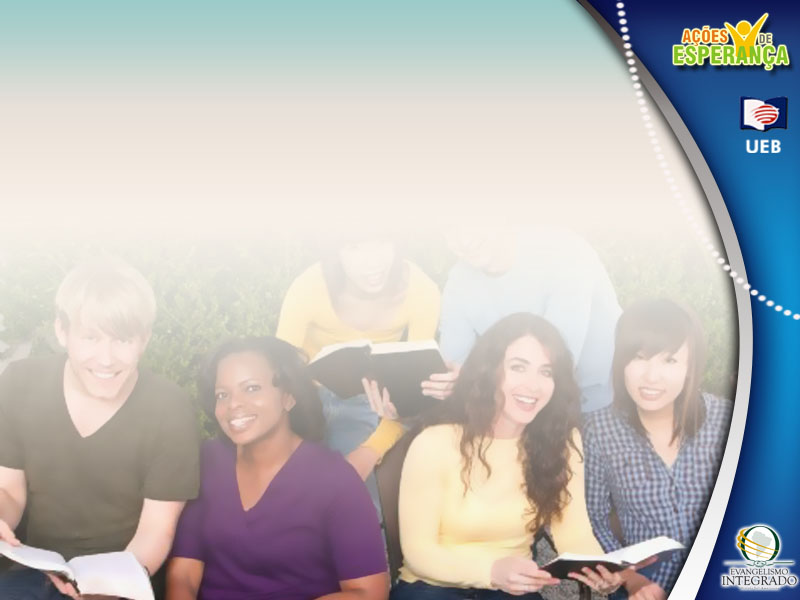 AÇÕES DE
ESPERANÇA
UEB
EVANGELISMO
INTEGRADO